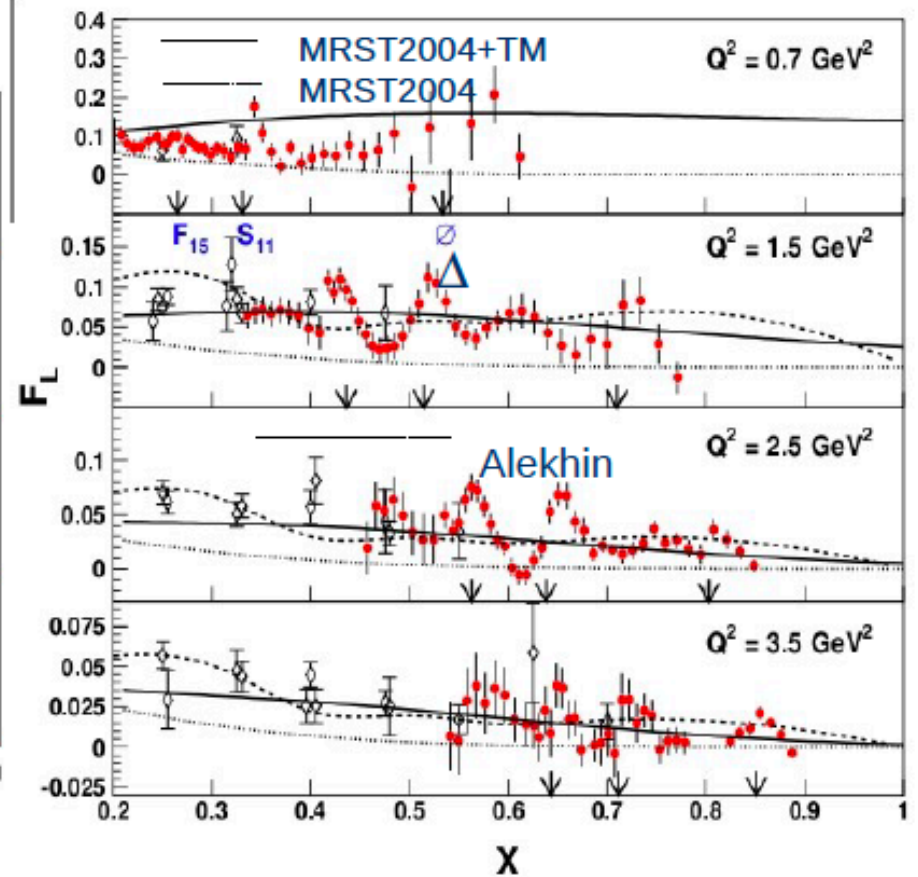 0.4
0.3
0.2
0.1
0
MRST2004+TM
MRST2004
Q² = 0.7 GeV²
0.15
0.1
0.05
0
F₁₅ S₁₁ ∅
Δ
Q² = 1.5 GeV²
F_L
0.1
0.05
0
Alekhin
Q² = 2.5 GeV²
0.075
0.05
0.025
0
-0.025
Q² = 3.5 GeV²
0.2 0.3 0.4 0.5 0.6 0.7 0.8 0.9 1
X